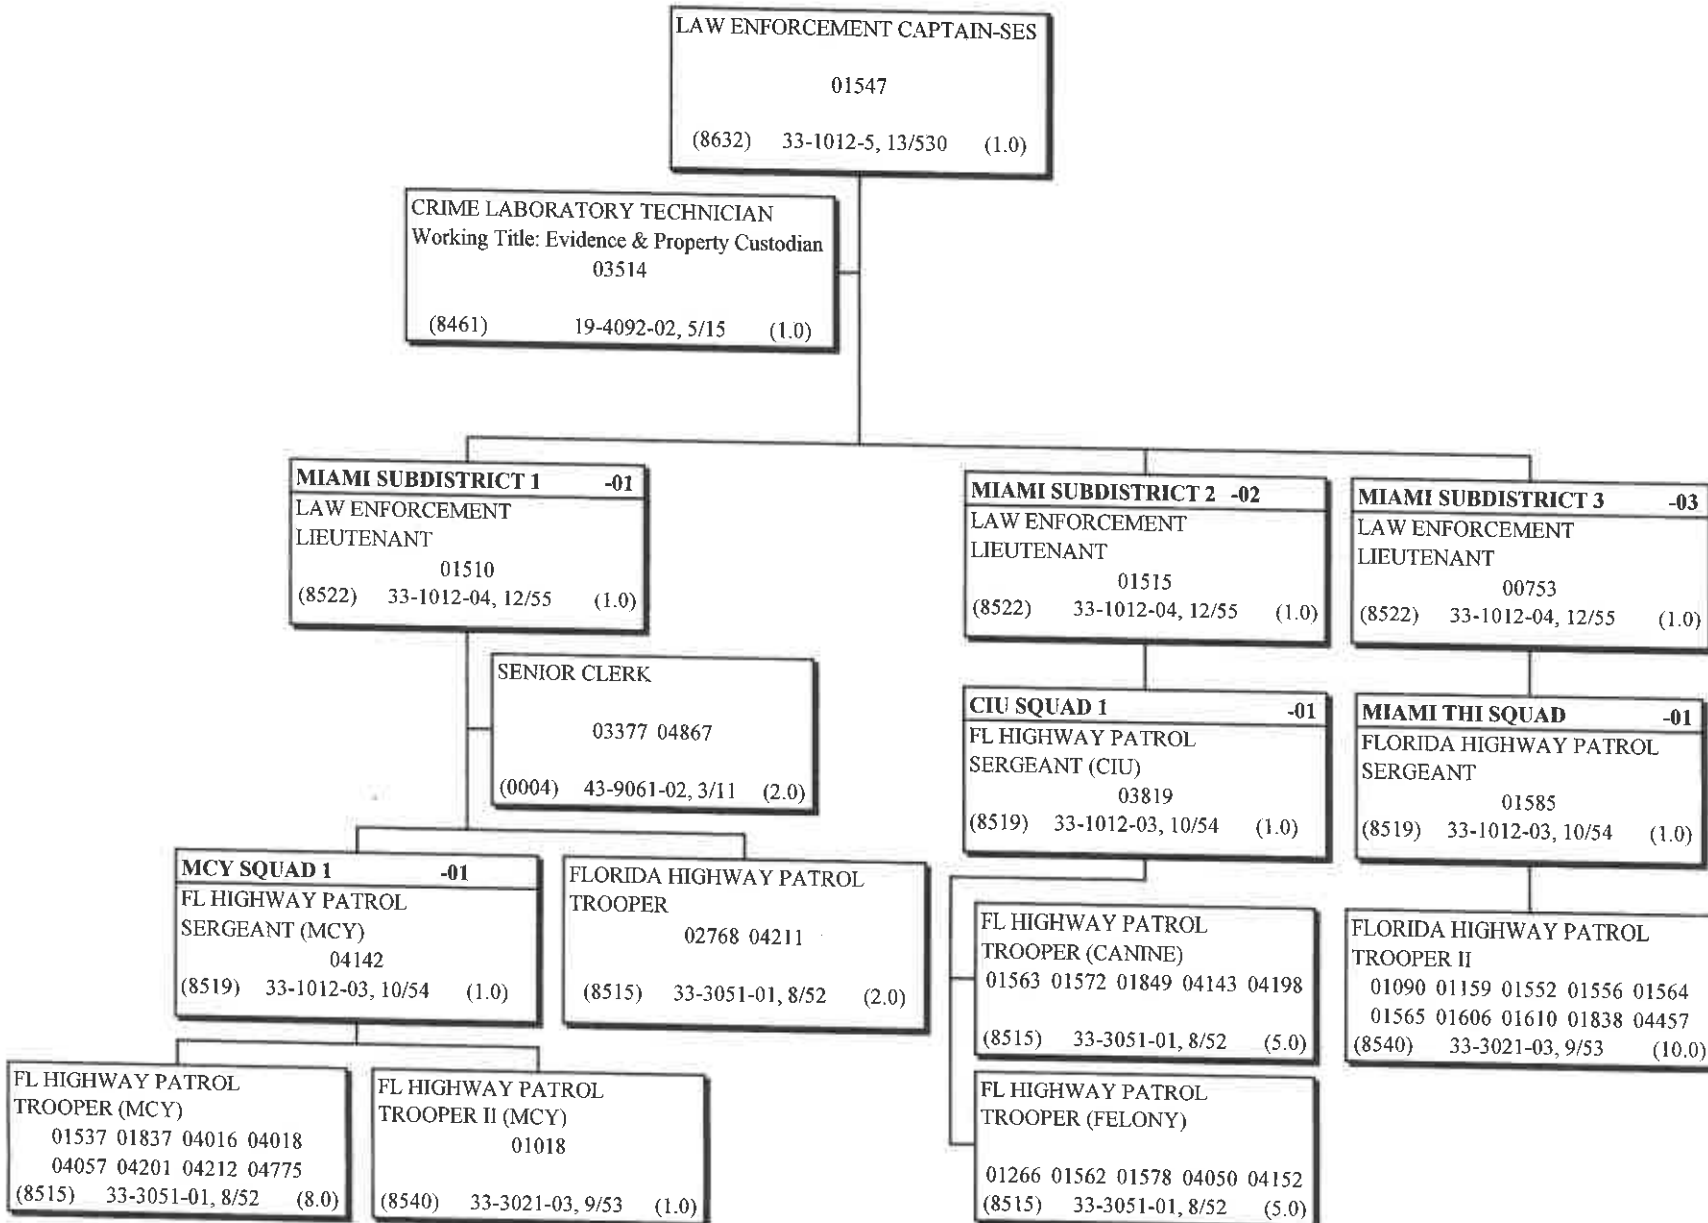 LAW ENFORCEMENT CAPTAIN-SES
01547
(8632) 33-1012-5, 13/530 (1.0)
CRIME LABORATORY TECHNICIAN
Working Title: Evidence & Property Custodian
03514
(8461) 19-4092-02, 5/15 (1.0)
MIAMI SUBDISTRICT 1 -01
LAW ENFORCEMENT
LIEUTENANT
01510
(8522) 33-1012-04, 12/55 (1.0)
MIAMI SUBDISTRICT 2 -02
LAW ENFORCEMENT
LIEUTENANT
01515
(8522) 33-1012-04, 12/55 (1.0)
MIAMI SUBDISTRICT 3 -03
LAW ENFORCEMENT
LIEUTENANT
00753
(8522) 33-1012-04, 12/55 (1.0)
SENIOR CLERK
03377 04867
(0004) 43-9061-02, 3/11 (2.0)
CIU SQUAD 1 -01
FL HIGHWAY PATROL
SERGEANT (CIU)
03819
(8519) 33-1012-03, 10/54 (1.0)
MIAMI THI SQUAD -01
FLORIDA HIGHWAY PATROL
SERGEANT
01585
(8519) 33-1012-03, 10/54 (1.0)
MCY SQUAD 1 -01
FL HIGHWAY PATROL
SERGEANT (MCY)
04142
(8519) 33-1012-03, 10/54 (1.0)
FLORIDA HIGHWAY PATROL
TROOPER
02768 04211
(8515) 33-3051-01, 8/52 (2.0)
FL HIGHWAY PATROL
TROOPER (CANINE)
01563 01572 01849 04143 04198
(8515) 33-3051-01, 8/52 (5.0)
FLORIDA HIGHWAY PATROL
TROOPER II
01090 01159 01552 01556 01564
01565 01606 01610 01838 04457
(8540) 33-3021-03, 9/53 (10.0)
FL HIGHWAY PATROL
TROOPER (MCY)
01537 01837 04016 04018
04057 04201 04212 04775
(8515) 33-3051-01, 8/52 (8.0)
FL HIGHWAY PATROL
TROOPER II (MCY)
01018
(8540) 33-3021-03, 9/53 (1.0)
FL HIGHWAY PATROL
TROOPER (FELONY)
01266 01562 01578 04050 04152
(8515) 33-3051-01, 8/52 (5.0)